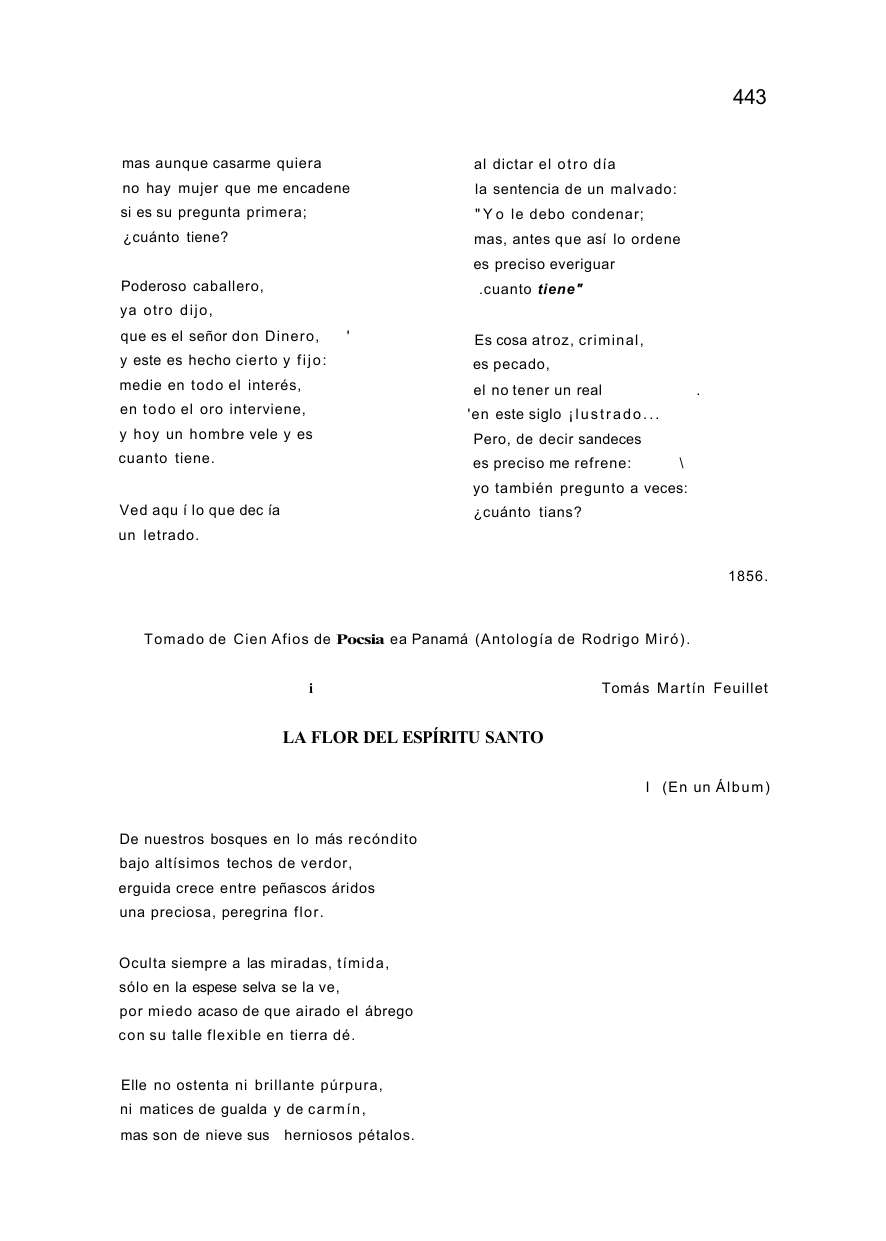 443
mas aunque casarme quiera
no hay mujer que me encadene
si es su pregunta primera;
¿cuánto tiene?
Poderoso caballero,
ya otro dijo,
que es el señor don Dinero, '
y este es hecho cierto y fijo:
medie en todo el interés,
en todo el oro interviene,
y hoy un hombre vele y es
cuanto tiene.
Ved aqu í lo que dec ía
un letrado.
al dictar el otro día
la sentencia de un malvado:
"Yo le debo condenar;
mas, antes que así lo ordene
es preciso everiguar
.cuanto tiene"
Es cosa atroz, criminal,
es pecado,
el no tener un real .
'en este siglo ¡lustrado...
Pero, de decir sandeces
es preciso me refrene: \
yo también pregunto a veces:
¿cuánto tians?
1856.
Tomado de Cien Afios de Pocsia ea Panamá (Antología de Rodrigo Miró).
i Tomás Martín Feuillet
LA FLOR DEL ESPÍRITU SANTO
I (En un Álbum)
De nuestros bosques en lo más recóndito
bajo altísimos techos de verdor,
erguida crece entre peñascos áridos
una preciosa, peregrina flor.
Oculta siempre a las miradas, tímida,
sólo en la espese selva se la ve,
por miedo acaso de que airado el ábrego
con su talle flexible en tierra dé.
Elle no ostenta ni brillante púrpura,
ni matices de gualda y de carmín,
mas son de nieve sus herniosos pétalos.